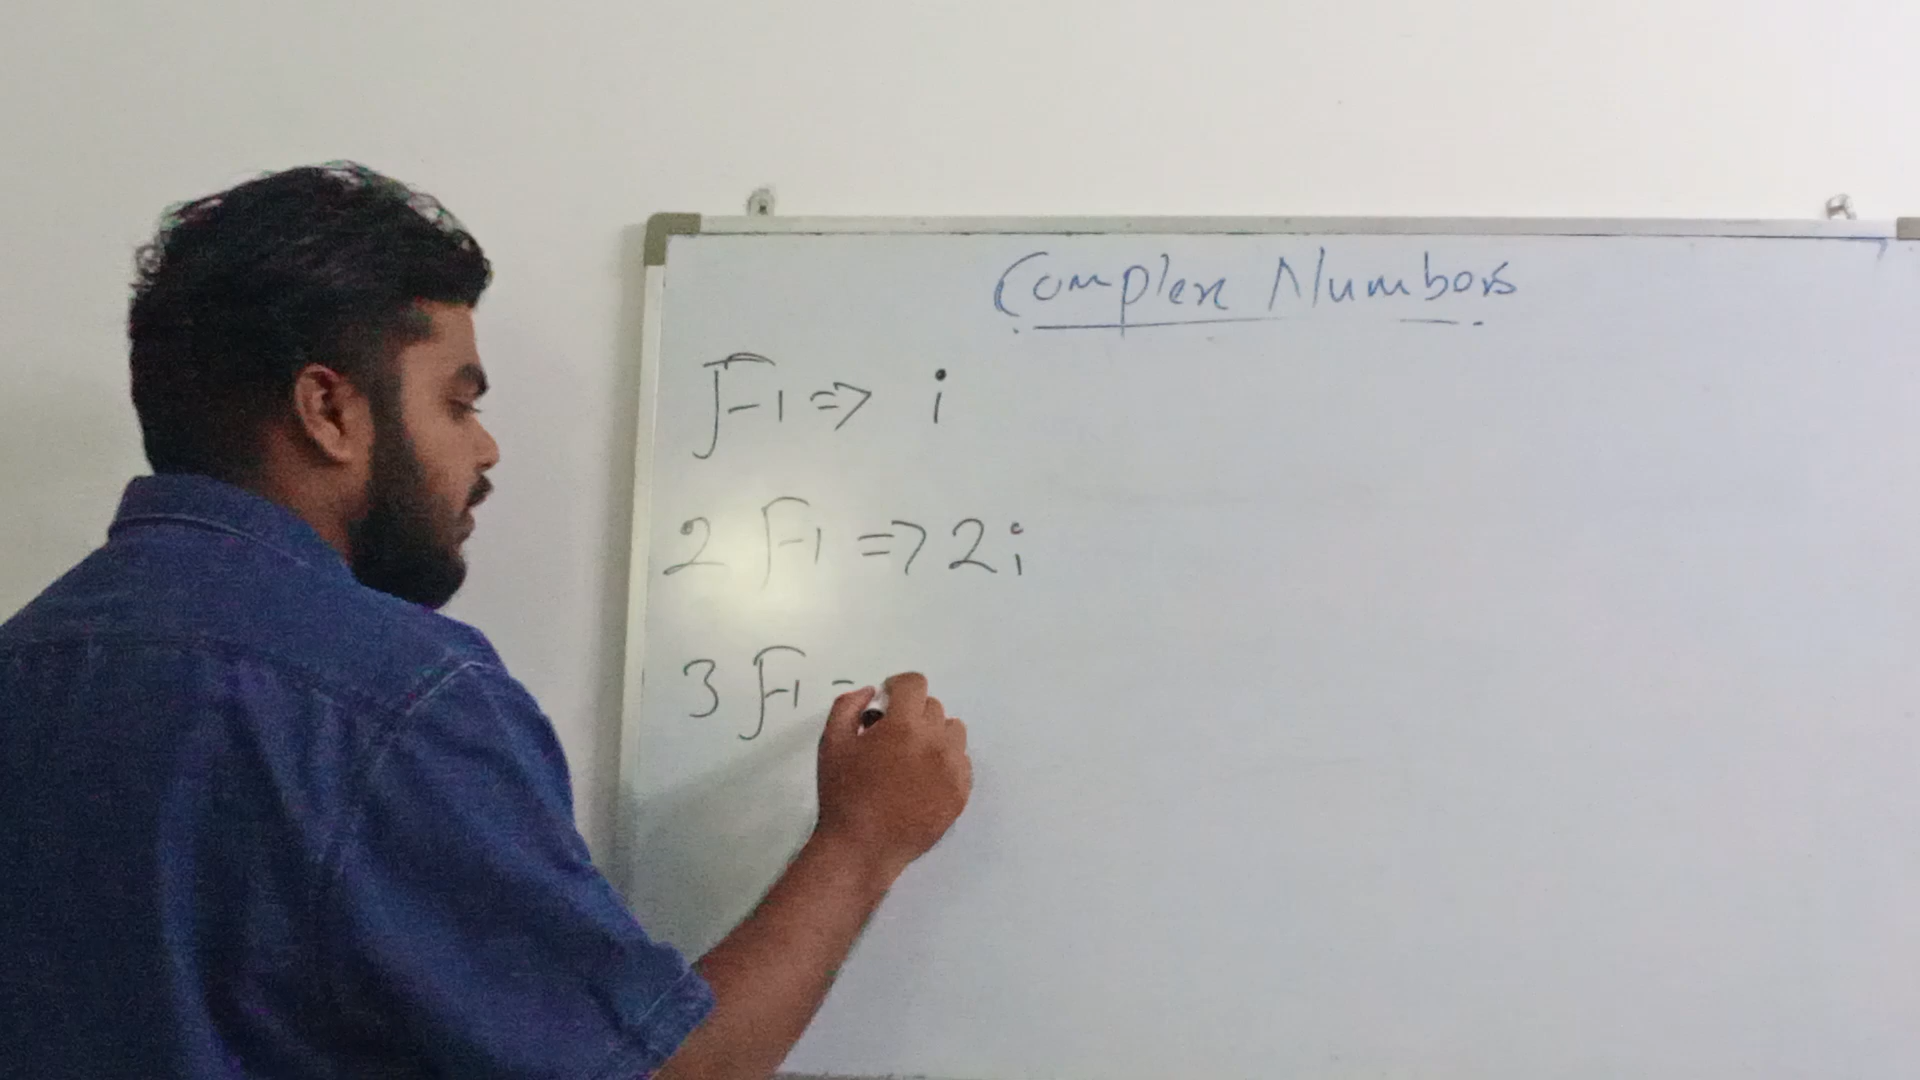 Complex Numbers
√-1 => i
2 √-1 => 2i
3 √-1 =